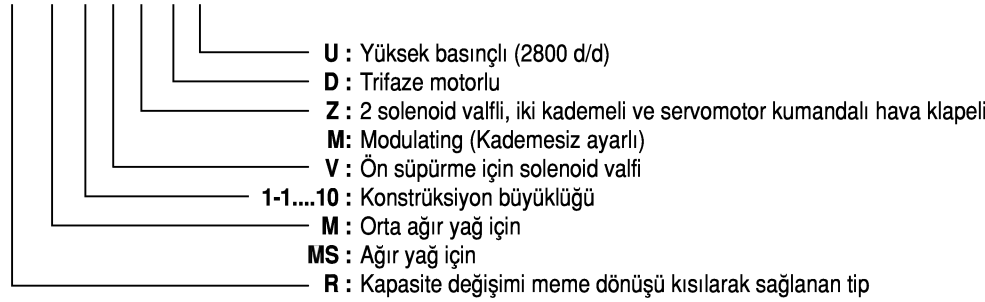 U : Yüksek basınçlı (2800 d/d)
D : Trifaze motorlu
Z : 2 solenoid valfli, iki kademeli ve servomotor kumandalı hava klapeli
M: Modulating (Kademesiz ayarlı)
V : Ön süpürme için solenoid valfi
1-1....10 : Konstrüksiyon büyüklüğü
M : Orta ağır yağ için
MS : Ağır yağ için
R : Kapasite değişimi meme dönüşü kısılarak sağlanan tip